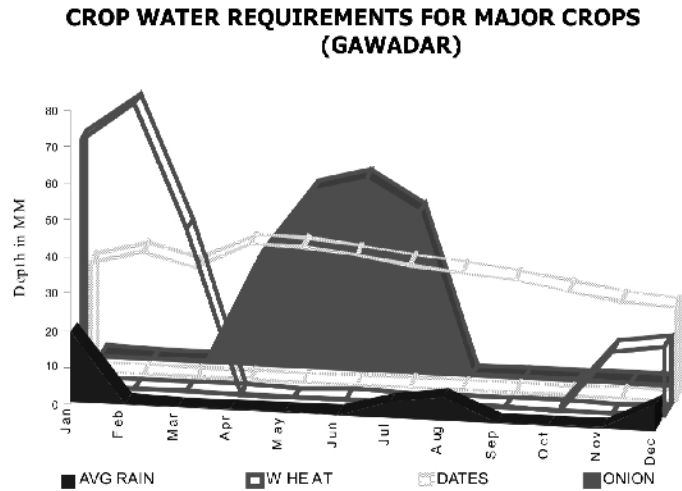 CROP WATER REQUIREMENTS FOR MAJOR CROPS
(GAWADAR)
Depth in MM
80
70
60
50
40
30
20
10
0
Jan
Feb
Mar
Apr
May
Jun
Jul
Aug
Sep
Oct
Nov
Dec
AVG RAIN
WHEAT
DATES
ONION